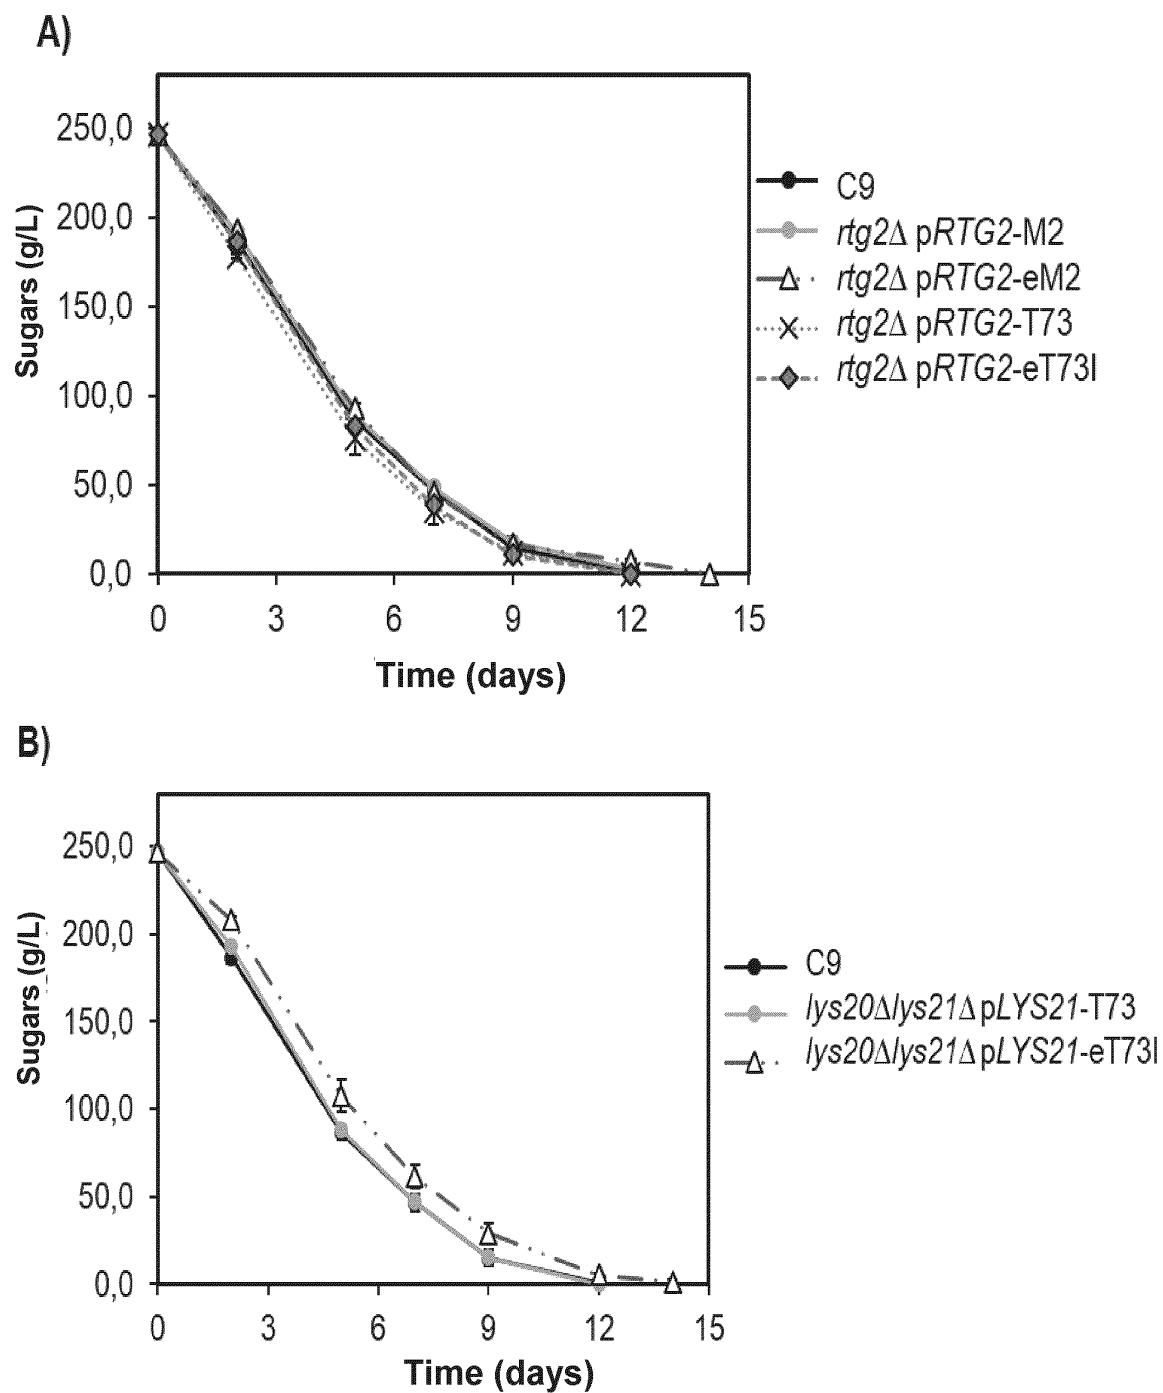 A)
250,0
200,0
150,0
100,0
50,0
0,0
Sugars (g/L)
0 3 6 9 12 15
Time (days)
C9
rtg2Δ pRTG2-M2
rtg2Δ pRTG2-eM2
rtg2Δ pRTG2-T73
rtg2Δ pRTG2-eT73I
B)
250,0
200,0
150,0
100,0
50,0
0,0
Sugars (g/L)
0 3 6 9 12 15
Time (days)
C9
lys20Δlys21Δ pLYS21-T73
lys20Δlys21Δ pLYS21-eT73I